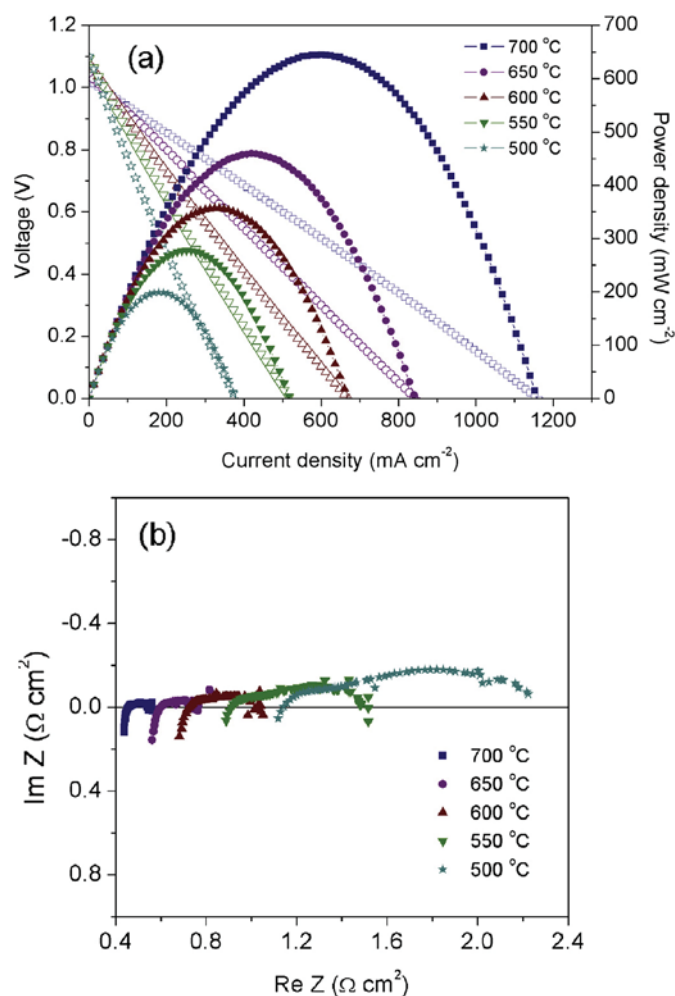 (a)
700 °C
650 °C
600 °C
550 °C
500 °C
Voltage (V)
1.2
1.0
0.8
0.6
0.4
0.2
0.0
Power density (mW cm-2)
700
600
500
400
300
200
100
0
0 200 400 600 800 1000 1200
Current density (mA cm-2)
(b)
Im Z (Ω cm2)
-0.8
-0.4
0.0
0.4
0.8
700 °C
650 °C
600 °C
550 °C
500 °C
0.4 0.8 1.2 1.6 2.0 2.4
Re Z (Ω cm2)